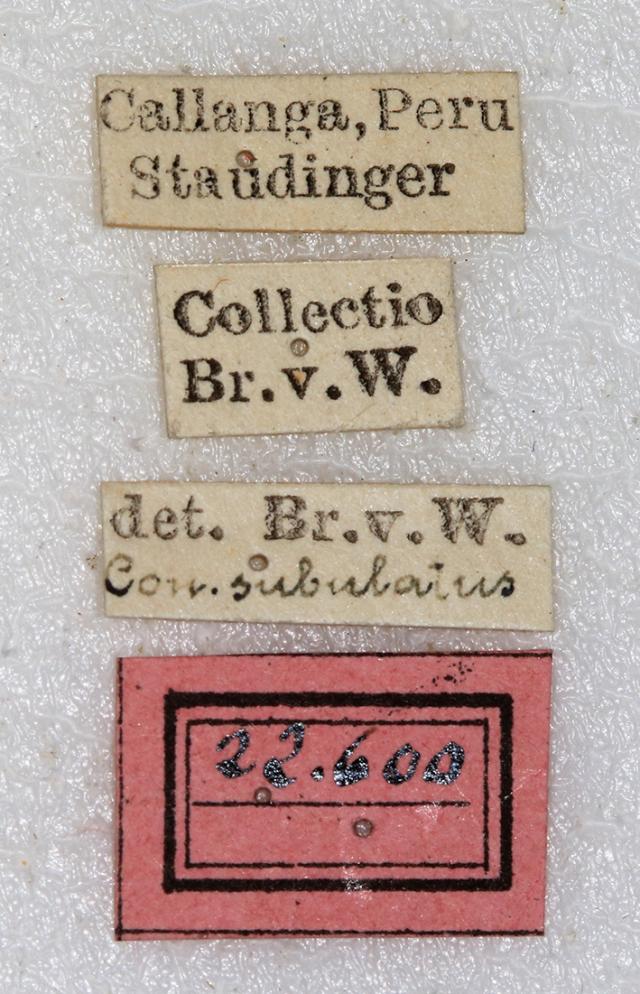 Callanga, Peru
Staudinger
Collectio
Br. v. W.
det. Br. v. W.
Con. subulatus
22.600